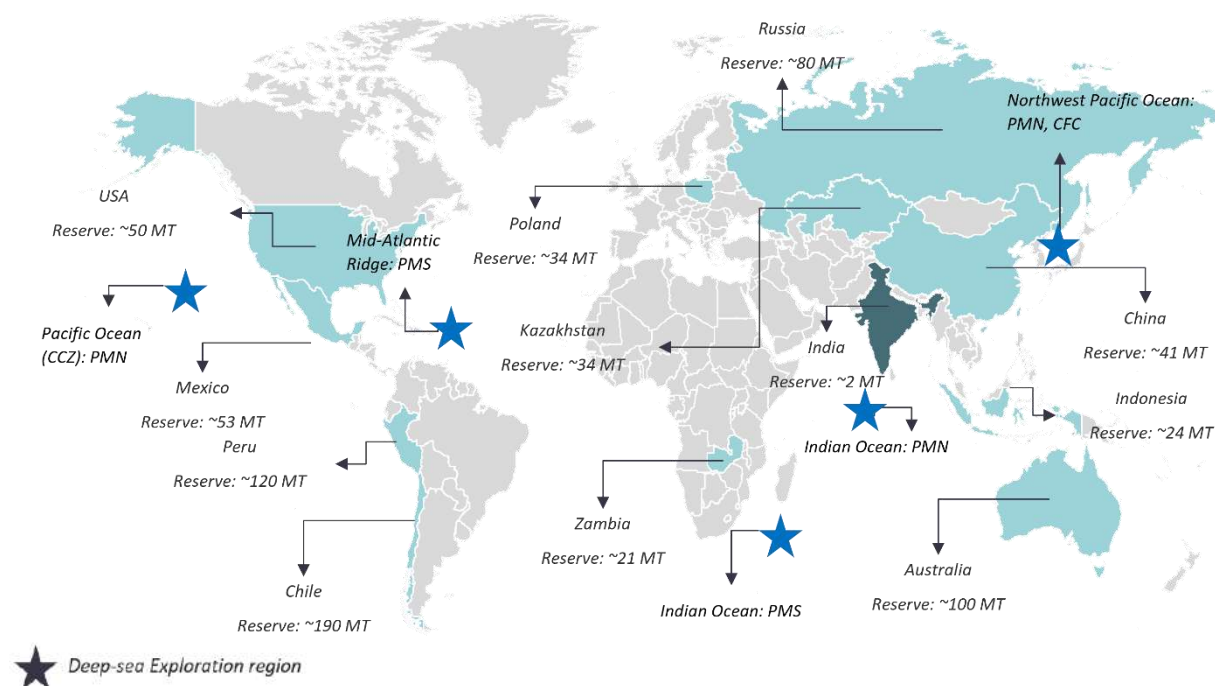 Russia
Reserve: ~80 MT
Northwest Pacific Ocean:
PMN, CFC
USA
Reserve: ~50 MT
Mid-Atlantic
Ridge: PMS
Poland
Reserve: ~34 MT
Pacific Ocean
(CCZ): PMN
Kazakhstan
Reserve: ~34 MT
India
Reserve: ~2 MT
China
Reserve: ~41 MT
Mexico
Reserve: ~53 MT
Indonesia
Reserve: ~24 MT
Peru
Reserve: ~120 MT
Indian Ocean: PMN
Zambia
Reserve: ~21 MT
Australia
Reserve: ~100 MT
Chile
Reserve: ~190 MT
Indian Ocean: PMS
Deep-sea Exploration region